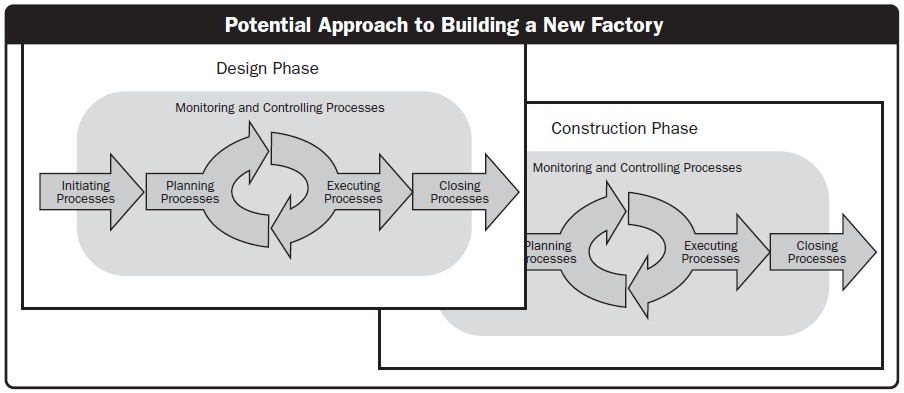 Potential Approach to Building a New Factory
Design Phase
Monitoring and Controlling Processes
Initiating
Processes
Planning
Processes
Executing
Processes
Closing
Processes
Construction Phase
Monitoring and Controlling Processes
Planning
rocesses
Executing
Processes
Closing
Processes